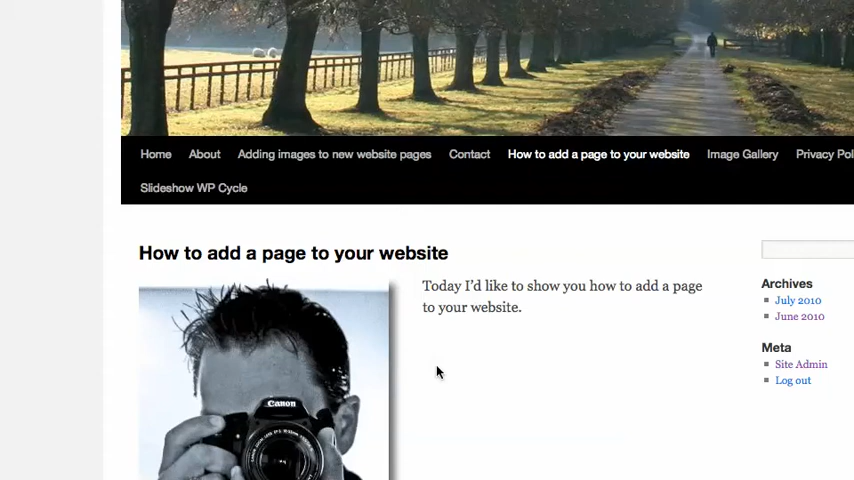 Home About Adding images to new website pages Contact How to add a page to your website Image Gallery Privacy Pol
Slideshow WP Cycle
How to add a page to your website
Today I'd like to show you how to add a page
to your website.
Archives
July 2010
June 2010
Meta
Site Admin
Log out
Canon